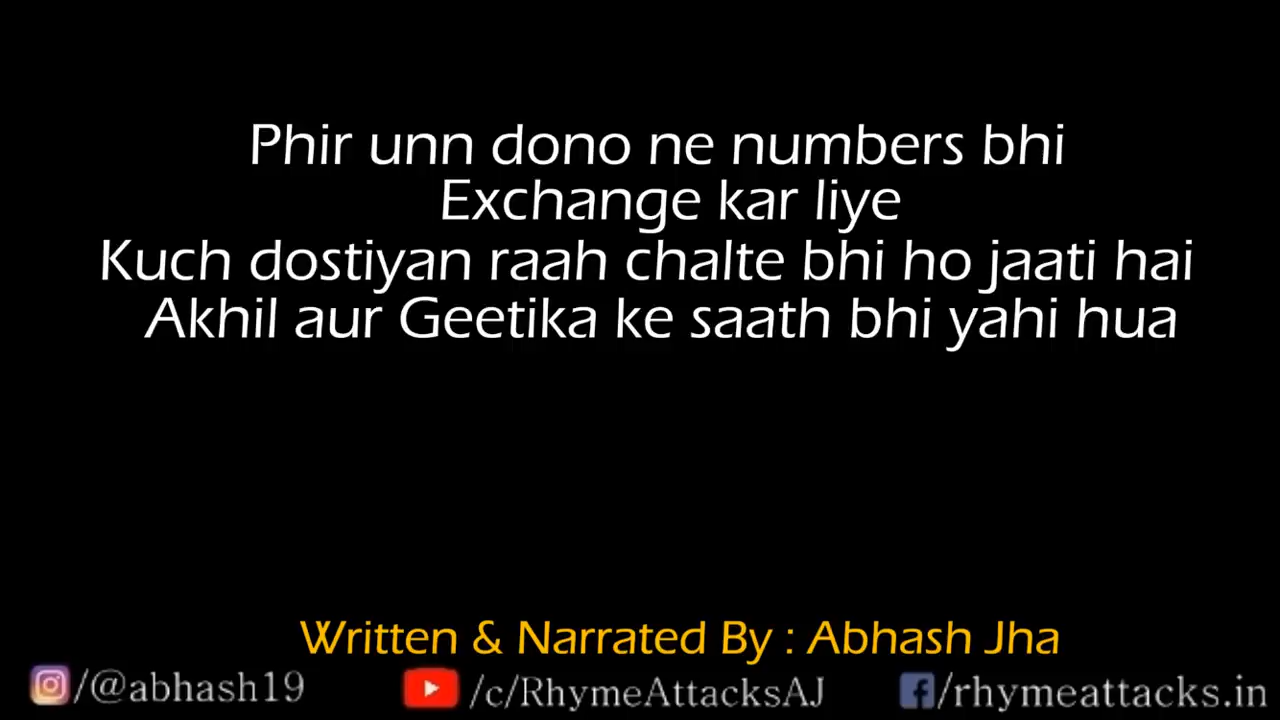 Phir unn dono ne numbers bhi
Exchange kar liye
Kuch dostiyan raah chalte bhi ho jaati hai
Akhil aur Geetika ke saath bhi yahi hua
Written & Narrated By : Abhash Jha
/@abhash19 /c/RhymeAttacksAJ /rhymeattacks.in